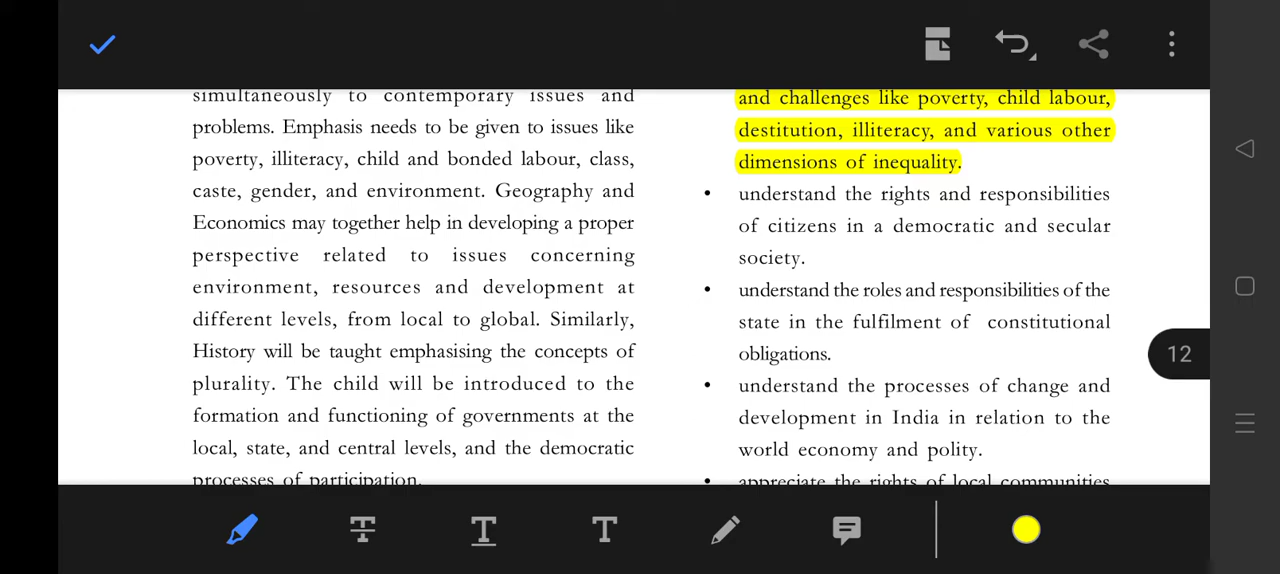 simultaneously to contemporary issues and
problems. Emphasis needs to be given to issues like
poverty, illiteracy, child and bonded labour, class,
caste, gender, and environment. Geography and
Economics may together help in developing a proper
perspective related to issues concerning
environment, resources and development at
different levels, from local to global. Similarly,
History will be taught emphasising the concepts of
plurality. The child will be introduced to the
formation and functioning of governments at the
local, state, and central levels, and the democratic
processes of participation.
and challenges like poverty, child labour,
destitution, illiteracy, and various other
dimensions of inequality.
• understand the rights and responsibilities
of citizens in a democratic and secular
society.
• understand the roles and responsibilities of the
state in the fulfilment of constitutional
obligations.
• understand the processes of change and
development in India in relation to the
world economy and polity.
• appreciate the rights of local communities
12
T
T
T